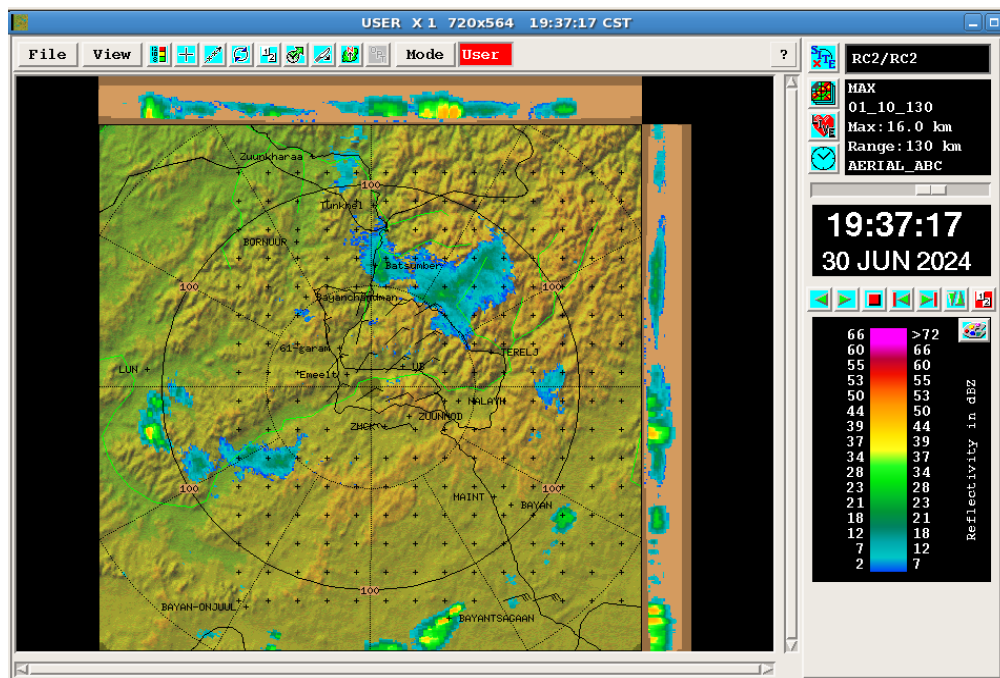 USER X 1 720x564 19:37:17 CST
File View Mode User ?
RC2/RC2
MAX
01_10_130
Max:16.0 km
Range:130 km
AERIAL_ABC
19:37:17
30 JUN 2024
66 >72
60 66
55 60
53 55
50 53
44 50
39 44
37 39
34 37
28 34
23 28
21 23
18 21
12 18
7 12
2 7
Reflectivity in dBZ
Zuunkharaa
100
Tunkhel
BORNUUR
Batsumber
100
100
Bayanchandman
61-garam
TERELJ
LUN
Emeelt
UB
NALAYH
ZUUNMOD
ZMCK
100
100
MAINT
BAYAN
100
BAYAN-ONJUUL
BAYANTSAGAAN